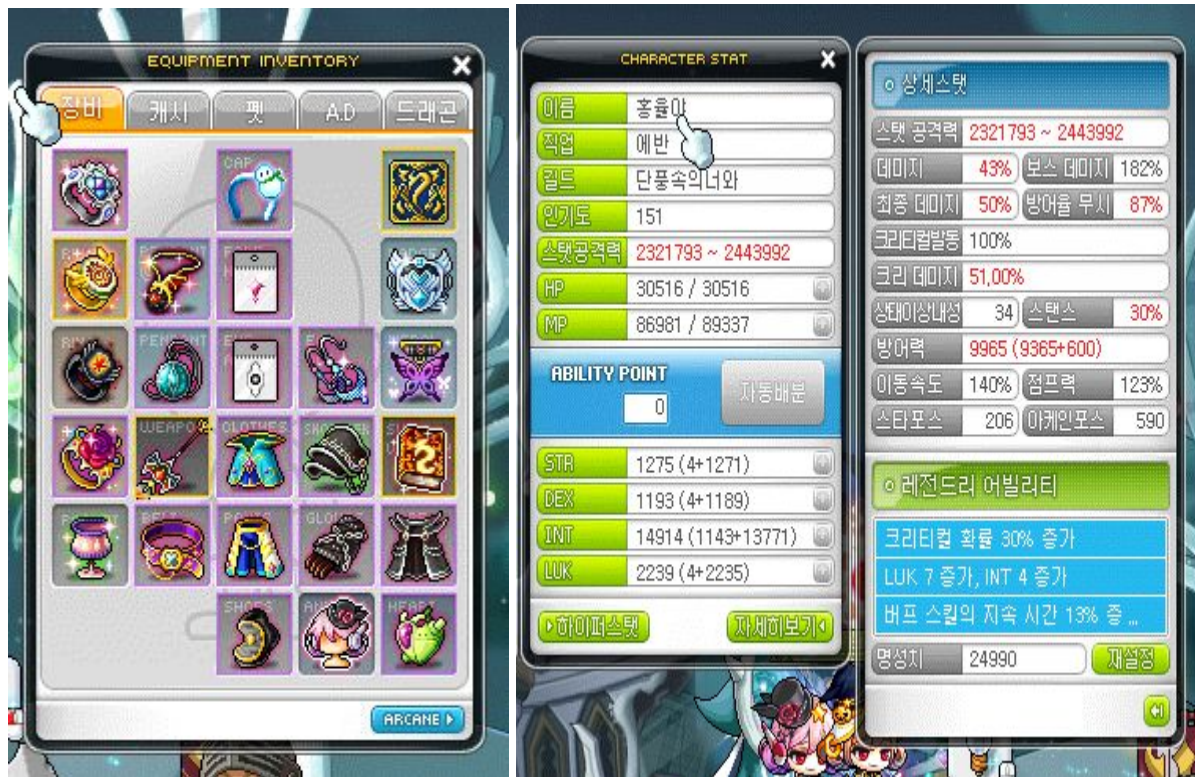 EQUIPMENT INVENTORY
장비 캐시 펫 A.D 드래곤
CAP
PENDANT
WEAPO CLOTHES
BELT
SHOES
ARCANE
CHARACTER STAT
이름 홍율야
직업 에반
길드 단풍속의너와
인기도 151
스탯공격력 2321793 ~ 2443992
HP 30516 / 30516
MP 86981 / 89337
ABILITY POINT
0 자동배분
STR 1275 (4+1271)
DEX 1193 (4+1189)
INT 14914 (1143+13771)
LUK 2239 (4+2235)
하이퍼스탯 자세히보기
상세스탯
스탯 공격력 2321793 ~ 2443992
데미지 43% 보스 데미지 182%
최종 데미지 50% 방어율 무시 87%
크리티컬발동 100%
크리 데미지 51,00%
상태이상내성 34 스탠스 30%
방어력 9965 (9365+600)
이동속도 140% 점프력 123%
스타포스 206 아케인포스 590
레전드리 어빌리티
크리티컬 확률 30% 증가
LUK 7 증가, INT 4 증가
버프 스킬의 지속 시간 13% 증 ...
명성치 24990 재설정